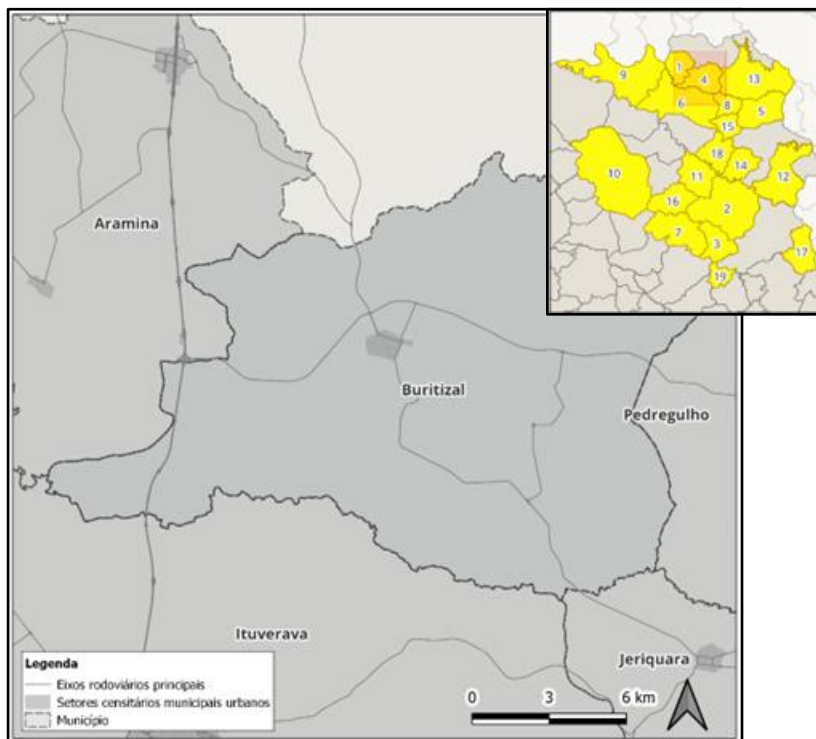 1
9
4
13
6
8
5
15
18
14
10
11
12
16
2
7
3
17
19
Aramina
Buritizal
Pedregulho
Ituverava
Jeriquara
Legenda
Eixos rodoviários principais
Setores censitários municipais urbanos
Município
0 3 6 km